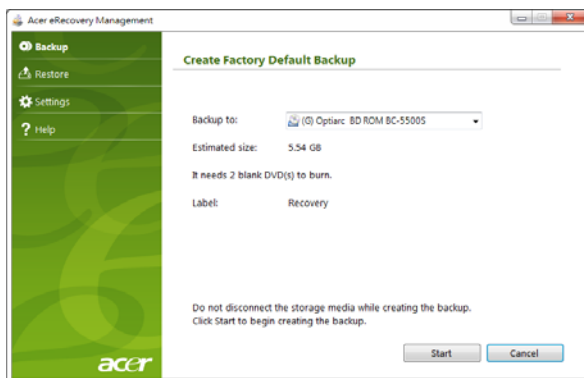 Acer eRecovery Management
Backup
Restore
Settings
Help
Create Factory Default Backup
Backup to: (G) Optiarc BD ROM BC-5500S
Estimated size: 5.54 GB
It needs 2 blank DVD(s) to burn.
Label: Recovery
Do not disconnect the storage media while creating the backup.
Click Start to begin creating the backup.
Start Cancel
acer